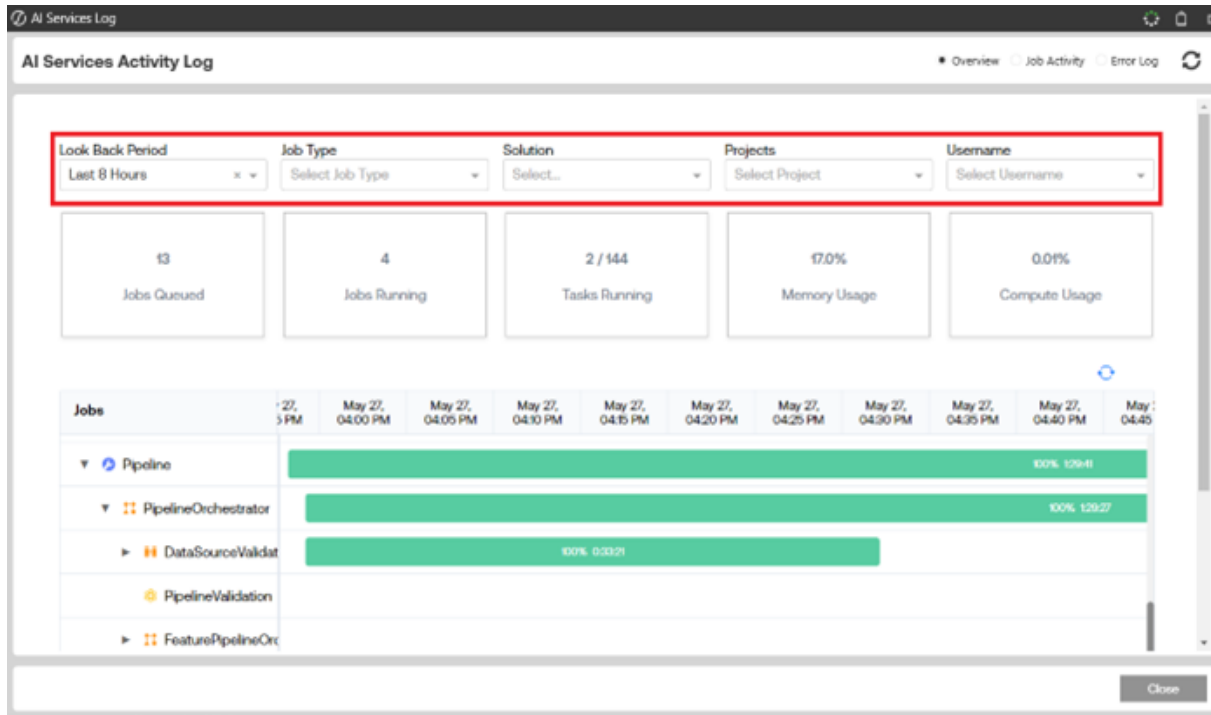 AI Services Log
AI Services Activity Log
Overview Job Activity Error Log
Look Back Period Job Type Solution Projects Username
Last 8 Hours Select Job Type Select... Select Project Select Username
13 4 2 / 144 17.0% 0.01%
Jobs Queued Jobs Running Tasks Running Memory Usage Compute Usage
Jobs
27, May 27, May 27, May 27, May 27, May 27, May 27, May 27, May 27, May 27, May
PM 04:00 PM 04:05 PM 04:10 PM 04:15 PM 04:20 PM 04:25 PM 04:30 PM 04:35 PM 04:40 PM 04:45
Pipeline 100% 1:29:41
PipelineOrchestrator 100% 1:29:27
DataSourceValidat 100% 0:33:21
PipelineValidation
FeaturePipelineOrc
Close